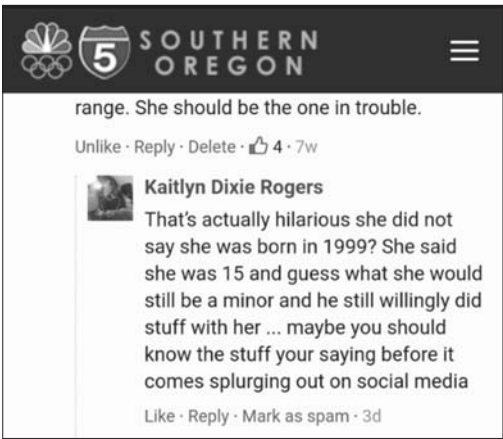 5 SOUTHERN
OREGON
range. She should be the one in trouble.
Unlike · Reply · Delete · 4 · 7w
Kaitlyn Dixie Rogers
That's actually hilarious she did not
say she was born in 1999? She said
she was 15 and guess what she would
still be a minor and he still willingly did
stuff with her ... maybe you should
know the stuff your saying before it
comes splurging out on social media
Like · Reply · Mark as spam · 3d